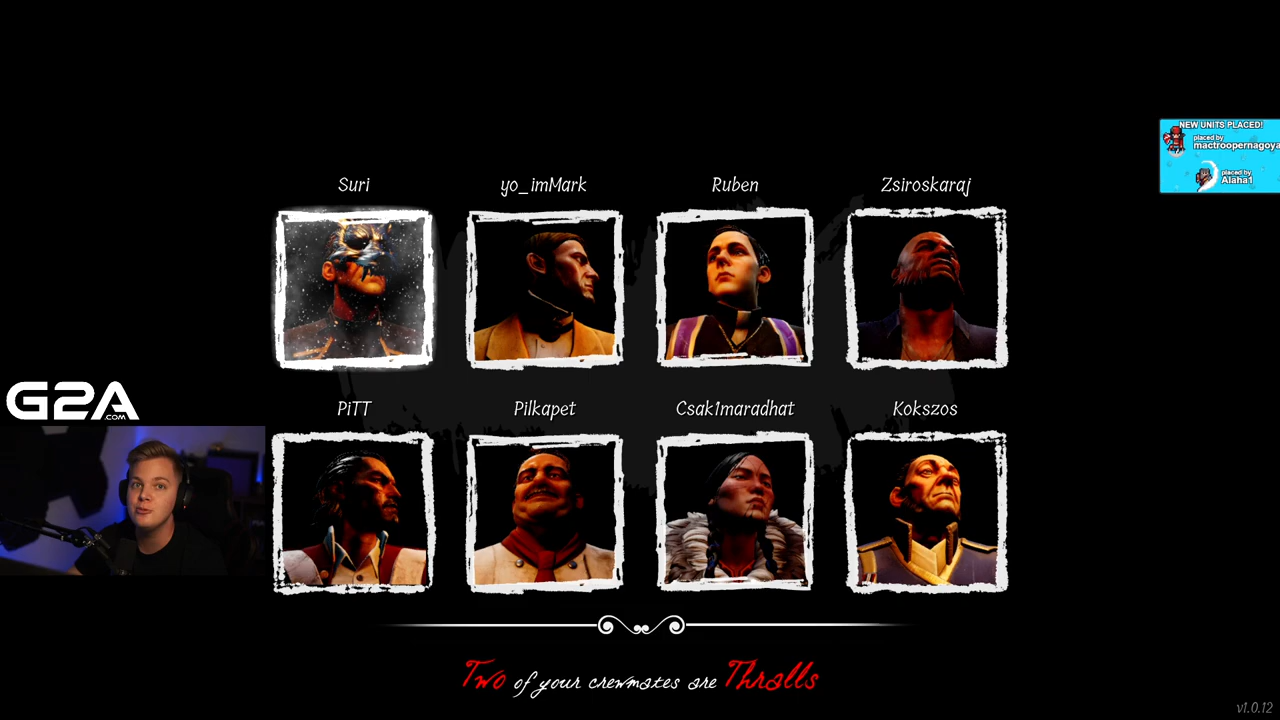 NEW UNITS PLACED!
placed by
mactroopernagoya
placed by
Alaha1
Suri
yo_imMark
Ruben
Zsiroskaraj
G2A
.COM
PiTT
Pilkapet
Csak1maradhat
Kokszos
Two of your crewmates are Thralls
v1.0.12